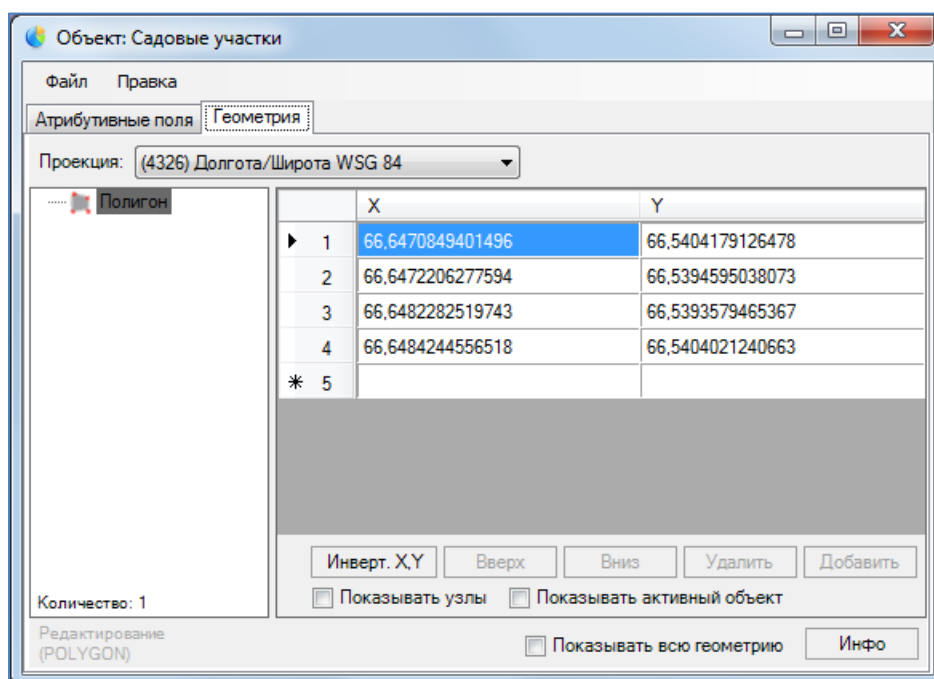 Объект: Садовые участки
Файл Правка
Атрибутивные поля Геометрия
Проекция: (4326) Долгота/Широта WSG 84
Полигон
X Y
1 66,6470849401496 66,5404179126478
2 66,6472206277594 66,5394595038073
3 66,6482282519743 66,5393579465367
4 66,6484244556518 66,5404021240663
* 5
Инверт. X,Y Вверх Вниз Удалить Добавить
Количество: 1 Показывать узлы Показывать активный объект
Редактирование
(POLYGON) Показывать всю геометрию Инфо